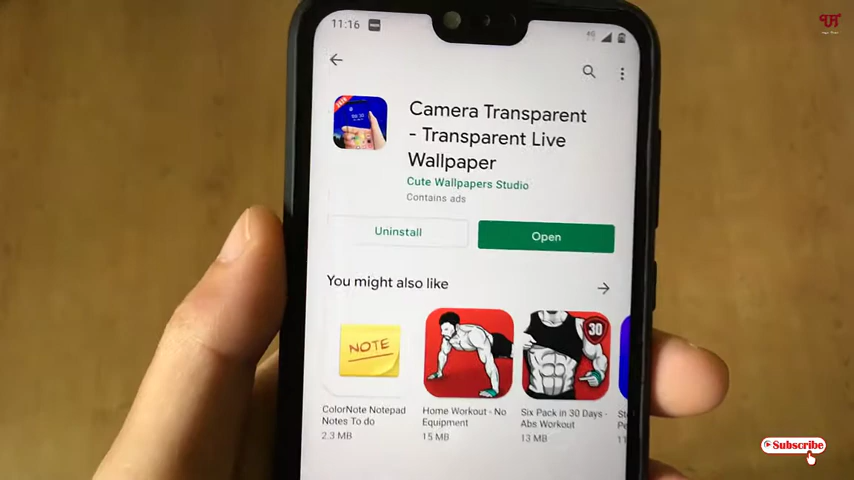 11:16
4G
Camera Transparent
- Transparent Live
Wallpaper
Cute Wallpapers Studio
Contains ads
Uninstall
Open
You might also like
NOTE
30
ColorNote Notepad
Notes To do
2.3 MB
Home Workout - No
Equipment
15 MB
Six Pack in 30 Days -
Abs Workout
13 MB
Subscribe